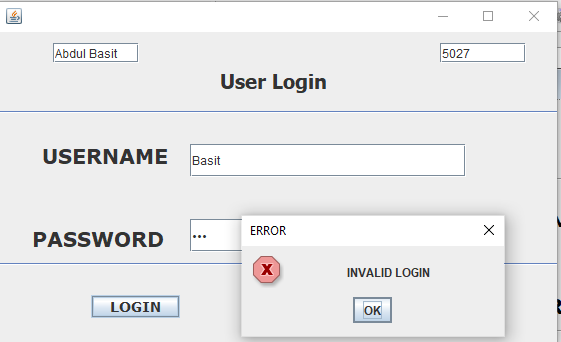 Abdul Basit 5027
User Login
USERNAME Basit
PASSWORD •••
ERROR
INVALID LOGIN
OK
LOGIN